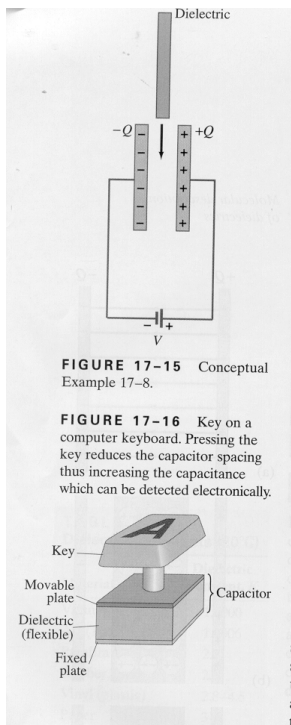 Dielectric
-Q
+Q
- +
V
FIGURE 17-15 Conceptual
Example 17-8.
FIGURE 17-16 Key on a
computer keyboard. Pressing the
key reduces the capacitor spacing
thus increasing the capacitance
which can be detected electronically.
A
Key
Movable
plate
Capacitor
Dielectric
(flexible)
Fixed
plate